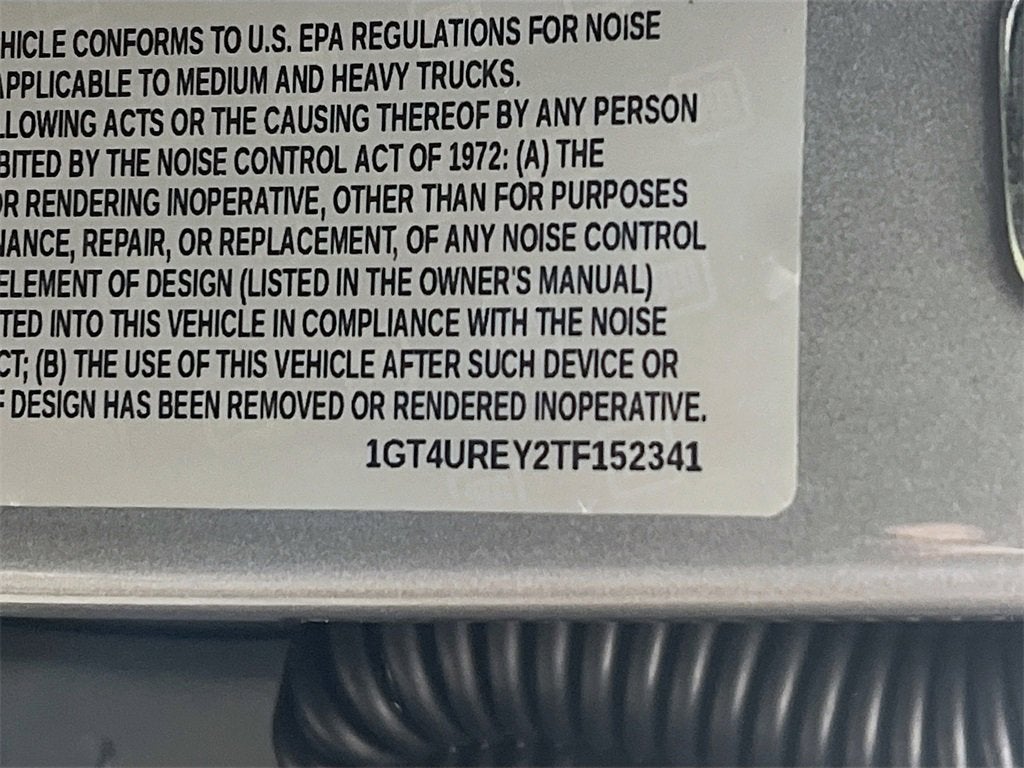 HICLE CONFORMS TO U.S. EPA REGULATIONS FOR NOISE
APPLICABLE TO MEDIUM AND HEAVY TRUCKS.
LLOWING ACTS OR THE CAUSING THEREOF BY ANY PERSON
BITED BY THE NOISE CONTROL ACT OF 1972: (A) THE
OR RENDERING INOPERATIVE, OTHER THAN FOR PURPOSES
NANCE, REPAIR, OR REPLACEMENT, OF ANY NOISE CONTROL
ELEMENT OF DESIGN (LISTED IN THE OWNER'S MANUAL)
TED INTO THIS VEHICLE IN COMPLIANCE WITH THE NOISE
CT; (B) THE USE OF THIS VEHICLE AFTER SUCH DEVICE OR
F DESIGN HAS BEEN REMOVED OR RENDERED INOPERATIVE.
1GT4UREY2TF152341